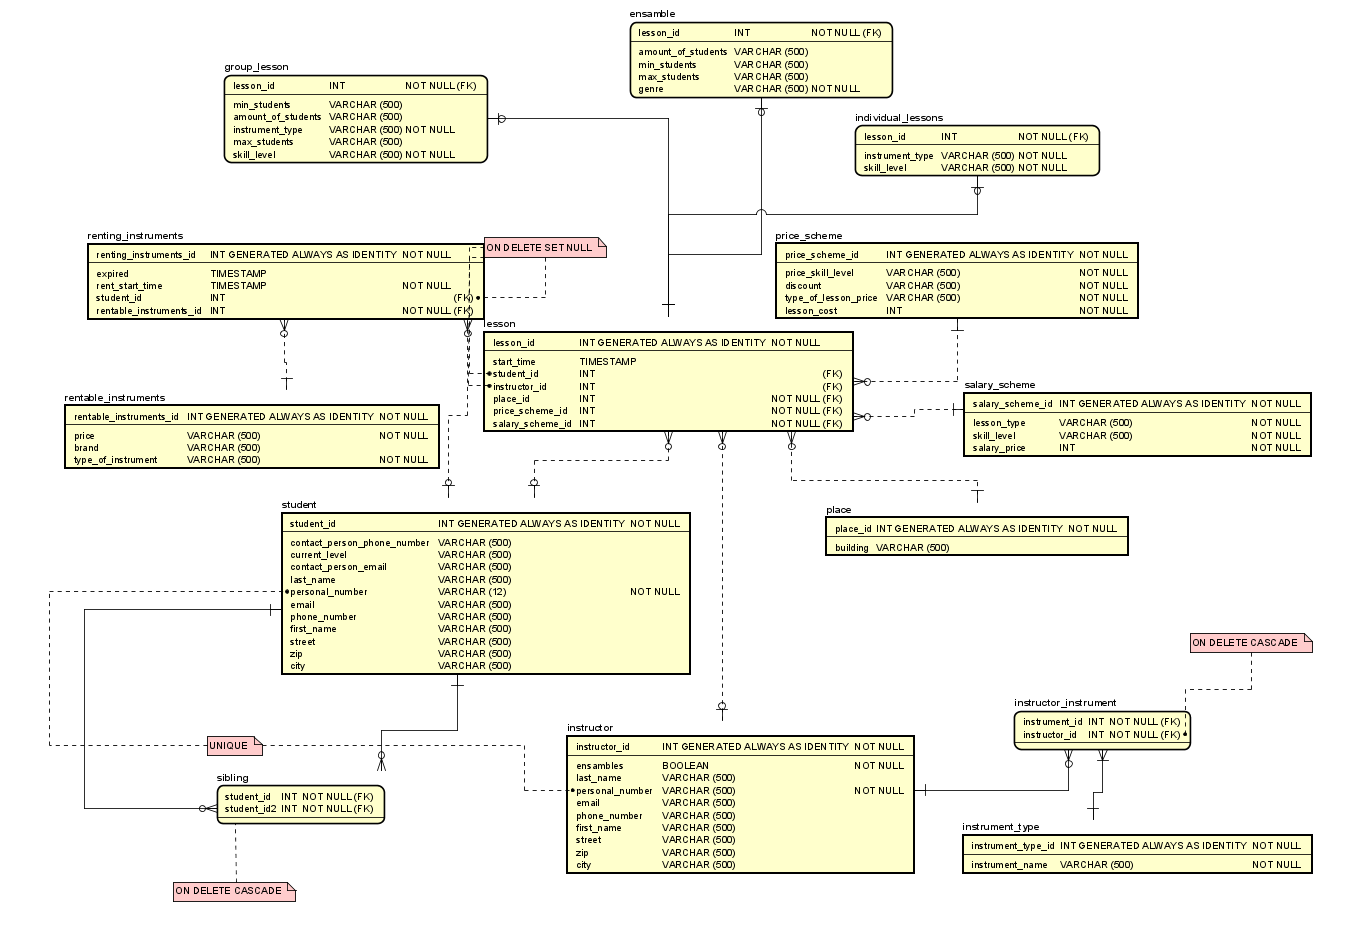 ensamble
lesson_id INT NOT NULL (FK)
amount_of_students VARCHAR (500)
min_students VARCHAR (500)
max_students VARCHAR (500)
genre VARCHAR (500) NOT NULL
group_lesson
lesson_id INT NOT NULL (FK)
min_students VARCHAR (500)
amount_of_students VARCHAR (500)
instrument_type VARCHAR (500) NOT NULL
max_students VARCHAR (500)
skill_level VARCHAR (500) NOT NULL
individual_lessons
lesson_id INT NOT NULL (FK)
instrument_type VARCHAR (500) NOT NULL
skill_level VARCHAR (500) NOT NULL
renting_instruments
renting_instruments_id INT GENERATED ALWAYS AS IDENTITY NOT NULL
expired TIMESTAMP
rent_start_time TIMESTAMP NOT NULL
student_id INT (FK)
rentable_instruments_id INT NOT NULL (FK)
ON DELETE SET NULL
price_scheme
price_scheme_id INT GENERATED ALWAYS AS IDENTITY NOT NULL
price_skill_level VARCHAR (500) NOT NULL
discount VARCHAR (500) NOT NULL
type_of_lesson_price VARCHAR (500) NOT NULL
lesson_cost INT NOT NULL
lesson
lesson_id INT GENERATED ALWAYS AS IDENTITY NOT NULL
start_time TIMESTAMP
student_id INT (FK)
instructor_id INT (FK)
place_id INT NOT NULL (FK)
price_scheme_id INT NOT NULL (FK)
salary_scheme_id INT NOT NULL (FK)
rentable_instruments
rentable_instruments_id INT GENERATED ALWAYS AS IDENTITY NOT NULL
price VARCHAR (500) NOT NULL
brand VARCHAR (500)
type_of_instrument VARCHAR (500) NOT NULL
salary_scheme
salary_scheme_id INT GENERATED ALWAYS AS IDENTITY NOT NULL
lesson_type VARCHAR (500) NOT NULL
skill_level VARCHAR (500) NOT NULL
salary_price INT NOT NULL
student
student_id INT GENERATED ALWAYS AS IDENTITY NOT NULL
contact_person_phone_number VARCHAR (500)
current_level VARCHAR (500)
contact_person_email VARCHAR (500)
last_name VARCHAR (500)
personal_number VARCHAR (12) NOT NULL
email VARCHAR (500)
phone_number VARCHAR (500)
first_name VARCHAR (500)
street VARCHAR (500)
zip VARCHAR (500)
city VARCHAR (500)
place
place_id INT GENERATED ALWAYS AS IDENTITY NOT NULL
building VARCHAR (500)
ON DELETE CASCADE
instructor_instrument
instrument_id INT NOT NULL (FK)
instructor_id INT NOT NULL (FK)
UNIQUE
instructor
instructor_id INT GENERATED ALWAYS AS IDENTITY NOT NULL
ensambles BOOLEAN NOT NULL
last_name VARCHAR (500)
personal_number VARCHAR (500) NOT NULL
email VARCHAR (500)
phone_number VARCHAR (500)
first_name VARCHAR (500)
street VARCHAR (500)
zip VARCHAR (500)
city VARCHAR (500)
sibling
student_id INT NOT NULL (FK)
student_id2 INT NOT NULL (FK)
instrument_type
instrument_type_id INT GENERATED ALWAYS AS IDENTITY NOT NULL
instrument_name VARCHAR (500) NOT NULL
ON DELETE CASCADE